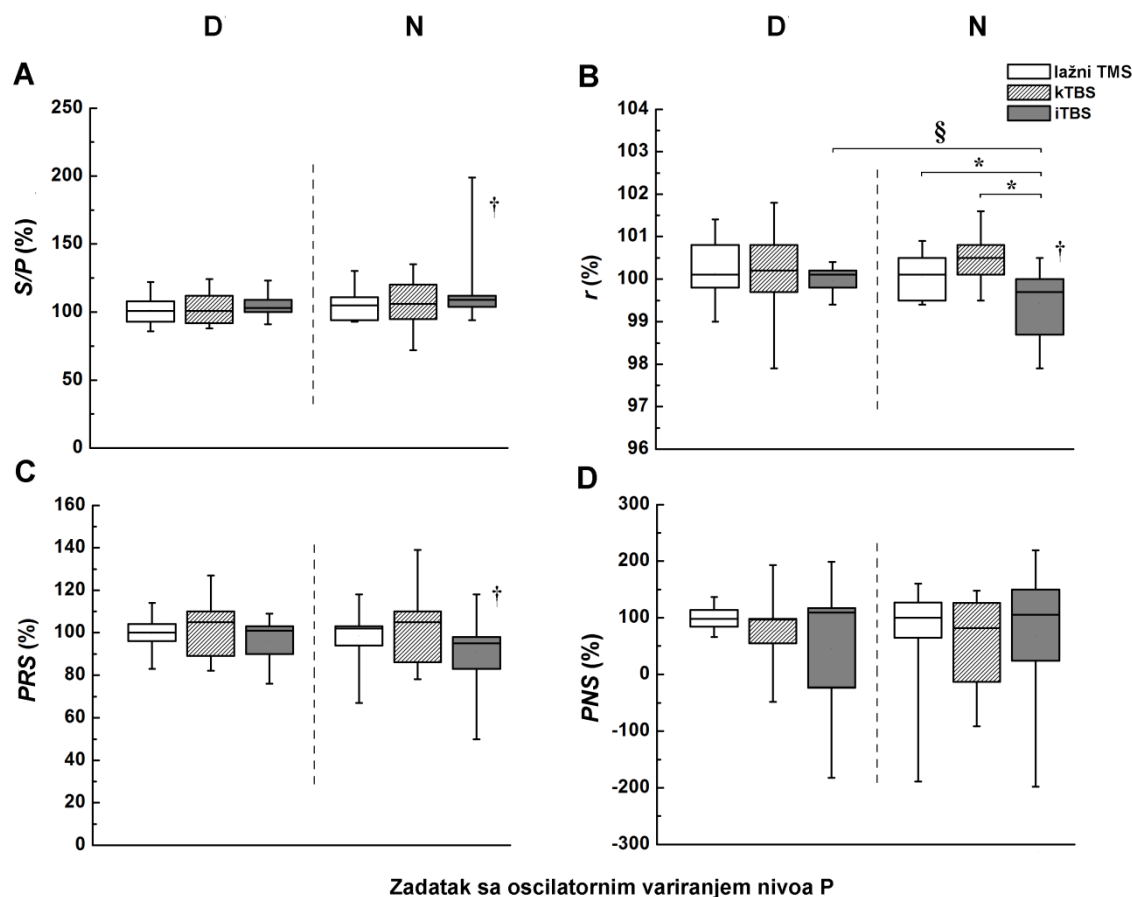 D N D N
A
B
lažni TMS
kTBS
iTBS
S/P (%)
250
200
150
100
50
0
†
r (%)
104
103
102
101
100
99
98
97
96
§
*
*
†
C
D
PRS (%)
160
140
120
100
80
60
40
20
0
†
PNS (%)
300
200
100
0
-100
-200
-300
Zadatak sa oscilatornim variranjem nivoa P